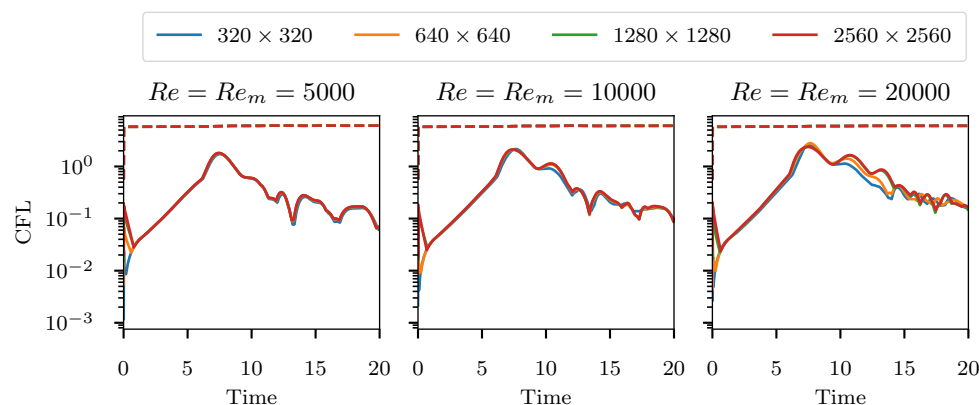 320 × 320 640 × 640 1280 × 1280 2560 × 2560
Re = Re_m = 5000 Re = Re_m = 10000 Re = Re_m = 20000
CFL
10^0
10^−1
10^−2
10^−3
0 5 10 15 20 0 5 10 15 20 0 5 10 15 20
Time Time Time